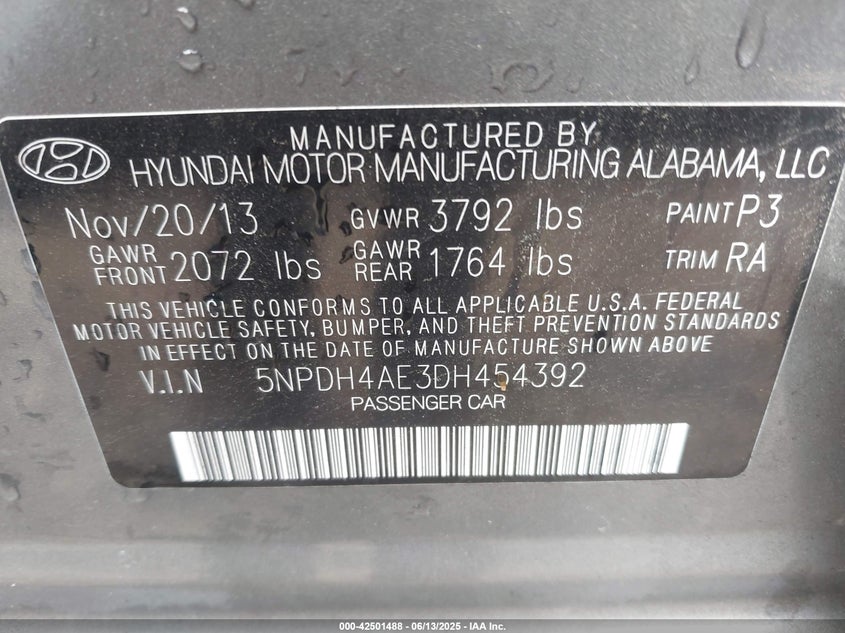 MANUFACTURED BY
HYUNDAI MOTOR MANUFACTURING ALABAMA, LLC
Nov/20/13 GVWR 3792 lbs PAINT P3
GAWR FRONT 2072 lbs GAWR REAR 1764 lbs TRIM RA
THIS VEHICLE CONFORMS TO ALL APPLICABLE U.S.A. FEDERAL
MOTOR VEHICLE SAFETY, BUMPER, AND THEFT PREVENTION STANDARDS
IN EFFECT ON THE DATE OF MANUFACTURE SHOWN ABOVE
V.I.N 5NPDH4AE3DH454392
PASSENGER CAR
000-42501488 - 06/13/2025 - IAA Inc.